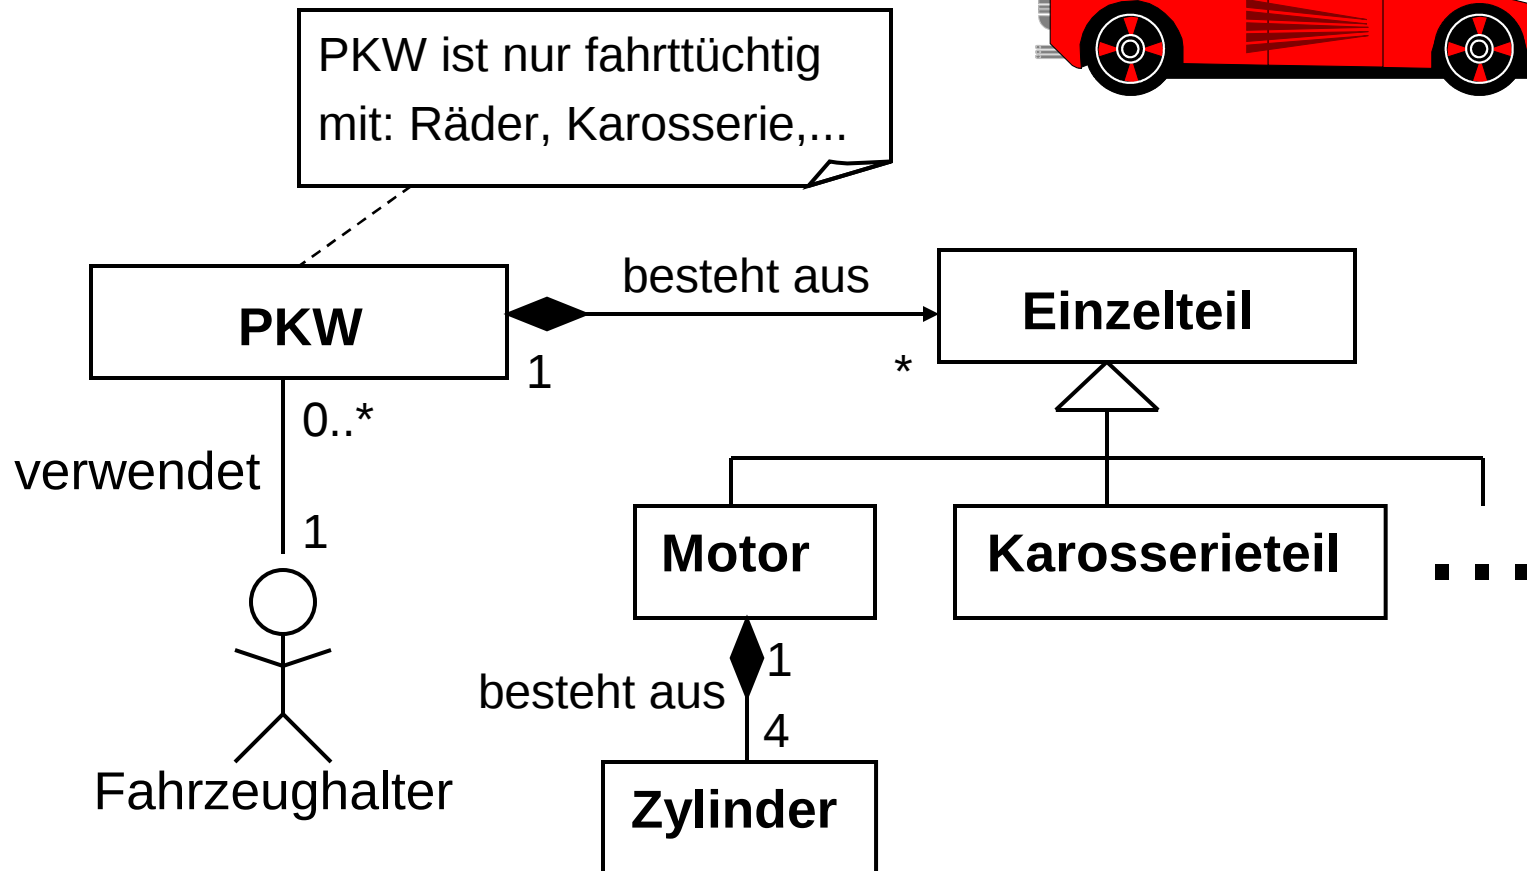 PKW ist nur fahrttüchtig
mit: Räder, Karosserie,...
besteht aus
PKW
Einzelteil
1
*
0..*
verwendet
1
Motor
Karosserieteil
...
1
besteht aus
4
Fahrzeughalter
Zylinder